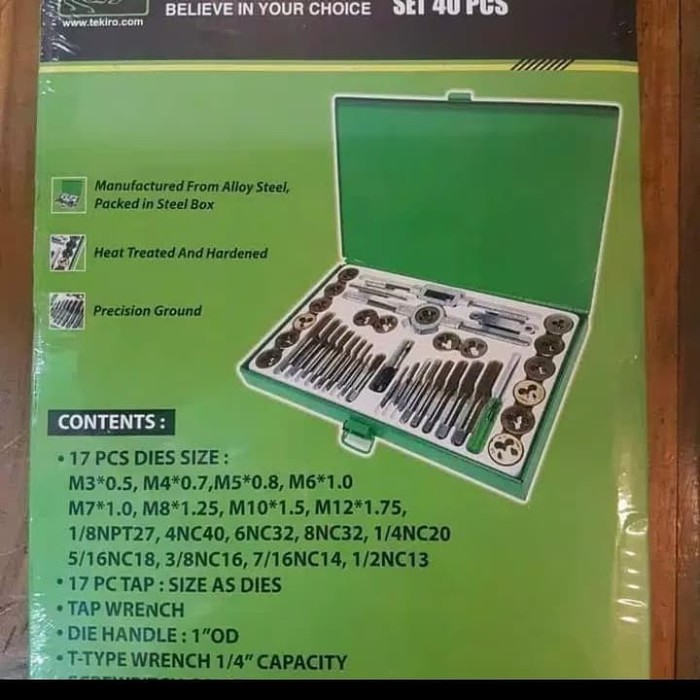 www.tekiro.com
BELIEVE IN YOUR CHOICE
SET 40 PCS
Manufactured From Alloy Steel,
Packed in Steel Box
Heat Treated And Hardened
Precision Ground
CONTENTS :
• 17 PCS DIES SIZE :
M3*0.5, M4*0.7,M5*0.8, M6*1.0
M7*1.0, M8*1.25, M10*1.5, M12*1.75,
1/8NPT27, 4NC40, 6NC32, 8NC32, 1/4NC20
5/16NC18, 3/8NC16, 7/16NC14, 1/2NC13
• 17 PC TAP : SIZE AS DIES
• TAP WRENCH
• DIE HANDLE : 1"OD
• T-TYPE WRENCH 1/4" CAPACITY